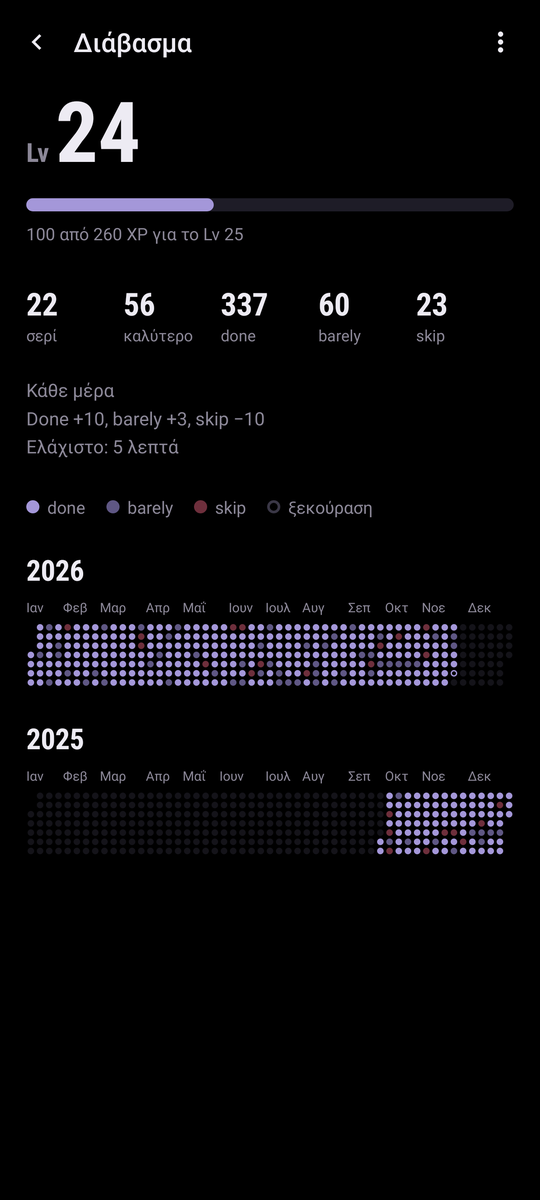 Διάβασμα
Lv 24
100 από 260 XP για το Lv 25
22 56 337 60 23
σερί καλύτερο done barely skip
Κάθε μέρα
Done +10, barely +3, skip −10
Ελάχιστο: 5 λεπτά
done barely skip ξεκούραση
2026
Ιαν Φεβ Μαρ Απρ Μαΐ Ιουν Ιουλ Αυγ Σεπ Οκτ Νοε Δεκ
2025
Ιαν Φεβ Μαρ Απρ Μαΐ Ιουν Ιουλ Αυγ Σεπ Οκτ Νοε Δεκ